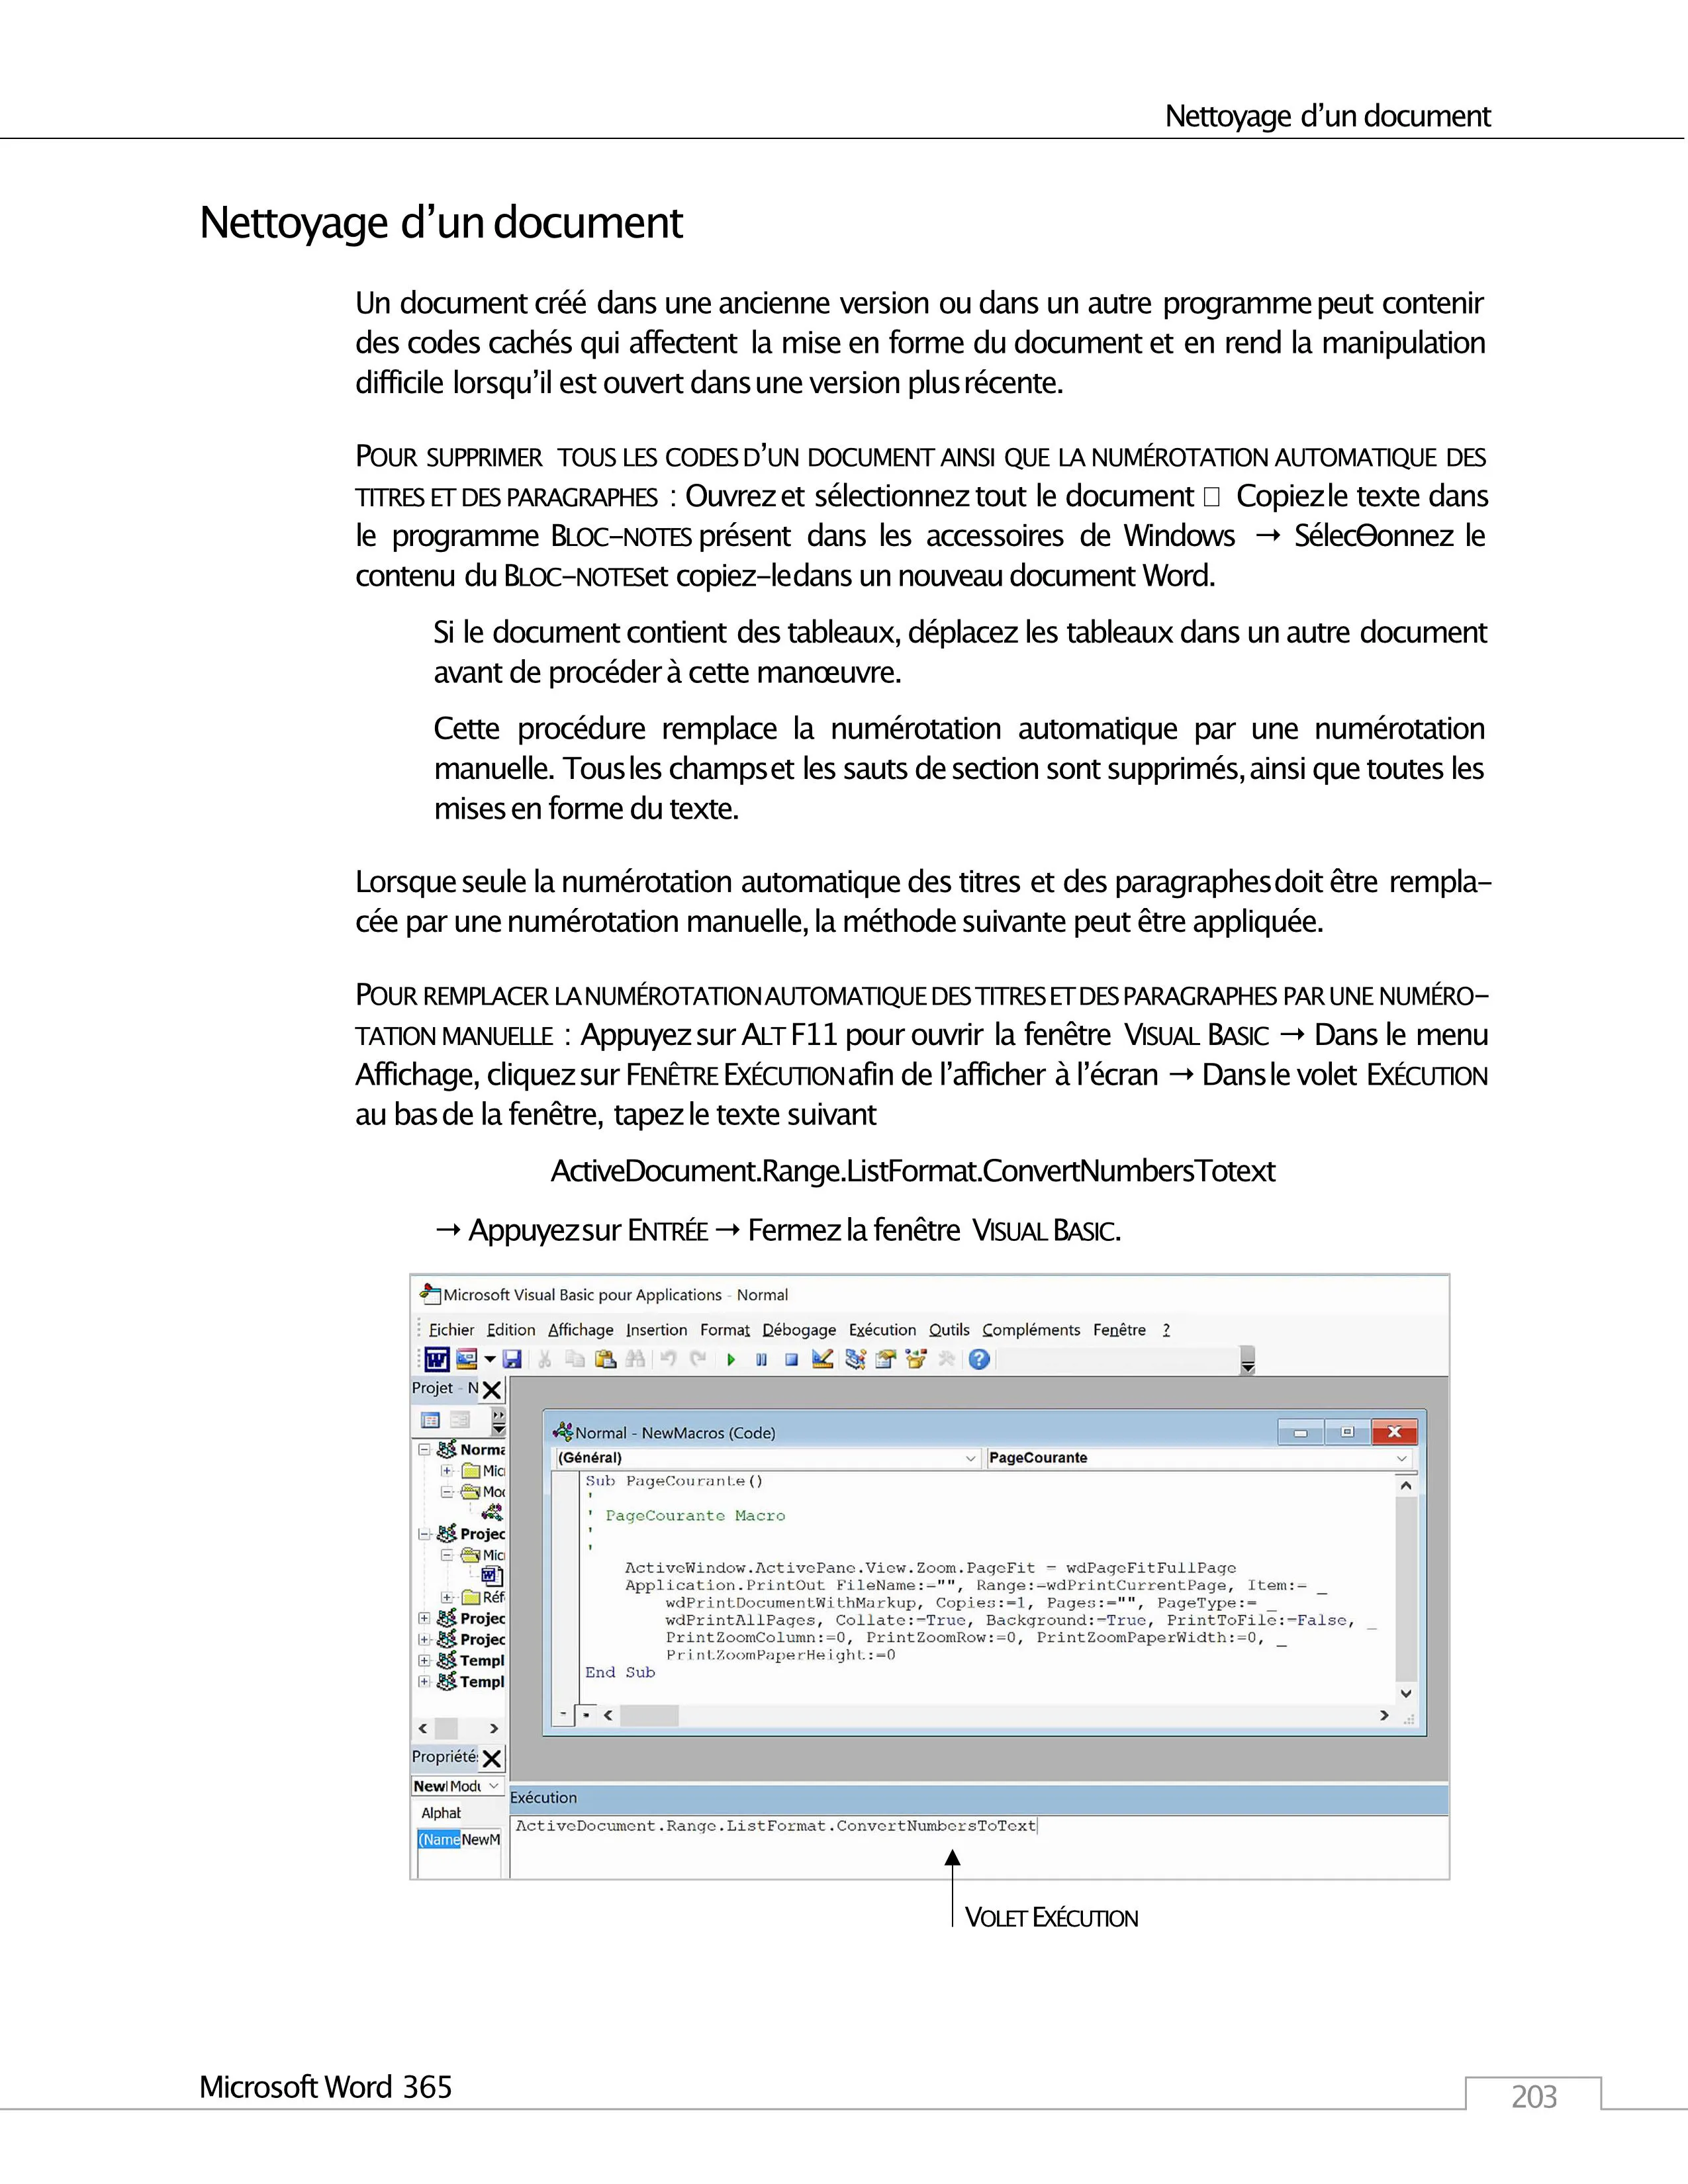 Nettoyage d’un document
Nettoyage d’un document
Un document créé dans une ancienne version ou dans un autre programme peut contenir
des codes cachés qui affectent la mise en forme du document et en rend la manipulation
difficile lorsqu’il est ouvert dans une version plus récente.
POUR SUPPRIMER TOUS LES CODES D’UN DOCUMENT AINSI QUE LA NUMÉROTATION AUTOMATIQUE DES
TITRES ET DES PARAGRAPHES : Ouvrez et sélectionnez tout le document □ Copiez le texte dans
le programme BLOC-NOTES présent dans les accessoires de Windows → SélecƟonnez le
contenu du BLOC-NOTES et copiez-le dans un nouveau document Word.
Si le document contient des tableaux, déplacez les tableaux dans un autre document
avant de procéder à cette manœuvre.
Cette procédure remplace la numérotation automatique par une numérotation
manuelle. Tous les champs et les sauts de section sont supprimés, ainsi que toutes les
mises en forme du texte.
Lorsque seule la numérotation automatique des titres et des paragraphes doit être rempla-
cée par une numérotation manuelle, la méthode suivante peut être appliquée.
POUR REMPLACER LA NUMÉROTATION AUTOMATIQUE DES TITRES ET DES PARAGRAPHES PAR UNE NUMÉRO-
TATION MANUELLE : Appuyez sur ALT F11 pour ouvrir la fenêtre VISUAL BASIC → Dans le menu
Affichage, cliquez sur FENÊTRE EXÉCUTION afin de l’afficher à l’écran → Dans le volet EXÉCUTION
au bas de la fenêtre, tapez le texte suivant
ActiveDocument.Range.ListFormat.ConvertNumbersTotext
→ Appuyez sur ENTRÉE → Fermez la fenêtre VISUAL BASIC.
Microsoft Visual Basic pour Applications - Normal
Fichier Edition Affichage Insertion Format Débogage Exécution Outils Compléments Fenêtre ?
Projet - N
Norma
Mic
Mod
Projec
Mic
Réf
Projec
Projec
Templ
Templ
Normal - NewMacros (Code)
(Général) PageCourante
Sub PageCourante()
'
' PageCourante Macro
'
'
ActiveWindow.ActivePane.View.Zoom.PageFit = wdPageFitFullPage
Application.PrintOut FileName:="", Range:=wdPrintCurrentPage, Item:= _
wdPrintDocumentWithMarkup, Copies:=1, Pages:="", PageType:= _
wdPrintAllPages, Collate:=True, Background:=True, PrintToFile:=False, _
PrintZoomColumn:=0, PrintZoomRow:=0, PrintZoomPaperWidth:=0, _
PrintZoomPaperHeight:=0
End Sub
Propriétés
NewI Modu
Alphab
(Name NewM
Exécution
ActiveDocument.Range.ListFormat.ConvertNumbersToText
VOLET EXÉCUTION
Microsoft Word 365
203